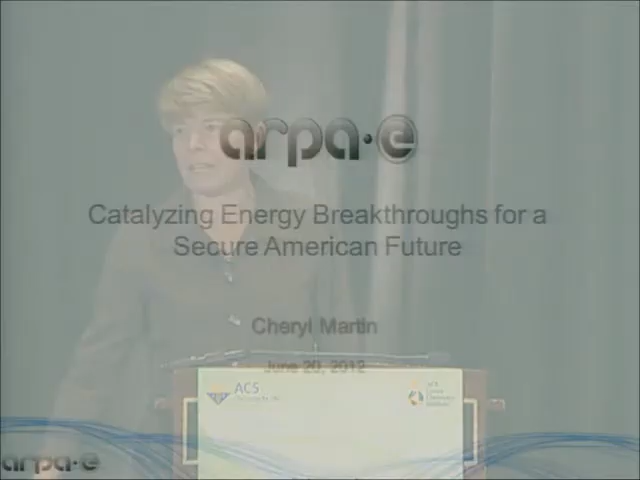 arpa·e
Catalyzing Energy Breakthroughs for a
Secure American Future
Cheryl Martin
June 20, 2012
ACS
arpa·e